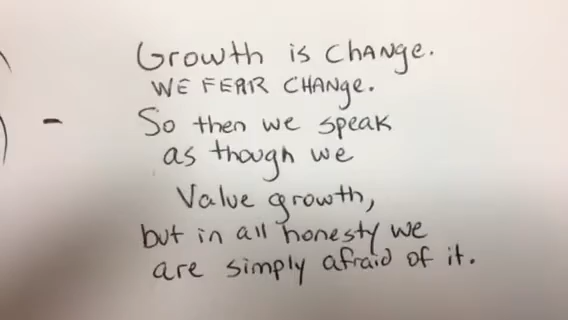 Growth is change.
WE FEAR CHANge.
So then we speak
as though we
Value growth,
but in all honesty we
are simply afraid of it.